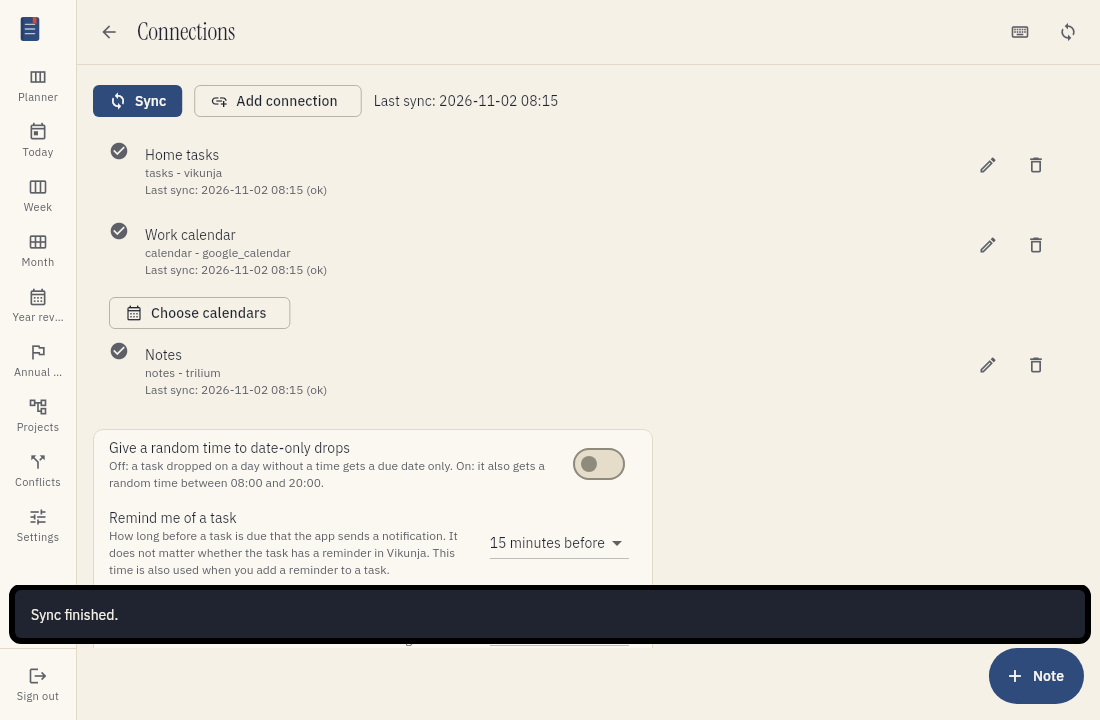 Connections
Planner
Today
Week
Month
Year rev...
Annual ...
Projects
Conflicts
Settings
Sign out
Sync
Add connection
Last sync: 2026-11-02 08:15
Home tasks
tasks - vikunja
Last sync: 2026-11-02 08:15 (ok)
Work calendar
calendar - google_calendar
Last sync: 2026-11-02 08:15 (ok)
Choose calendars
Notes
notes - trilium
Last sync: 2026-11-02 08:15 (ok)
Give a random time to date-only drops
Off: a task dropped on a day without a time gets a due date only. On: it also gets a
random time between 08:00 and 20:00.
Remind me of a task
How long before a task is due that the app sends a notification. It
does not matter whether the task has a reminder in Vikunja. This
time is also used when you add a reminder to a task.
15 minutes before
Sync finished.
Note